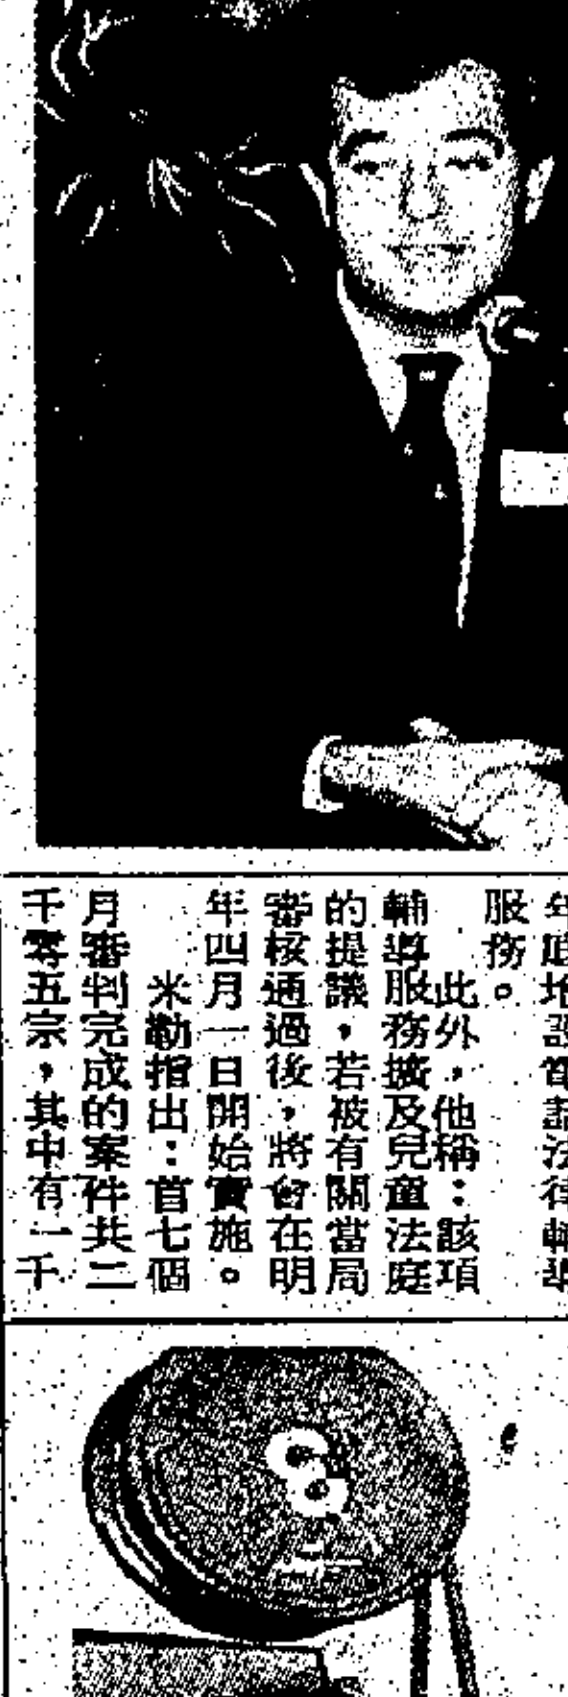 服務。
此外，他稱：該項
輔導服務擴及兒童法庭
的提議，若被有關當局
審核通過後，將會在明
年四月一日開始實施。
米勒指出：首七個
月審判完成的案件共二
千零五宗，其中有一千